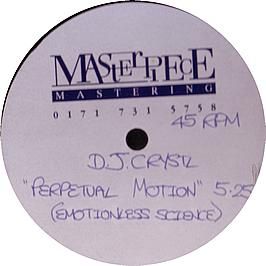 MASTERPIECE
MASTERING
0171 731 5758
45 RPM
D.J. CRYSTL
"PERPETUAL MOTION" 5.25
(EMOTIONLESS SCIENCE)